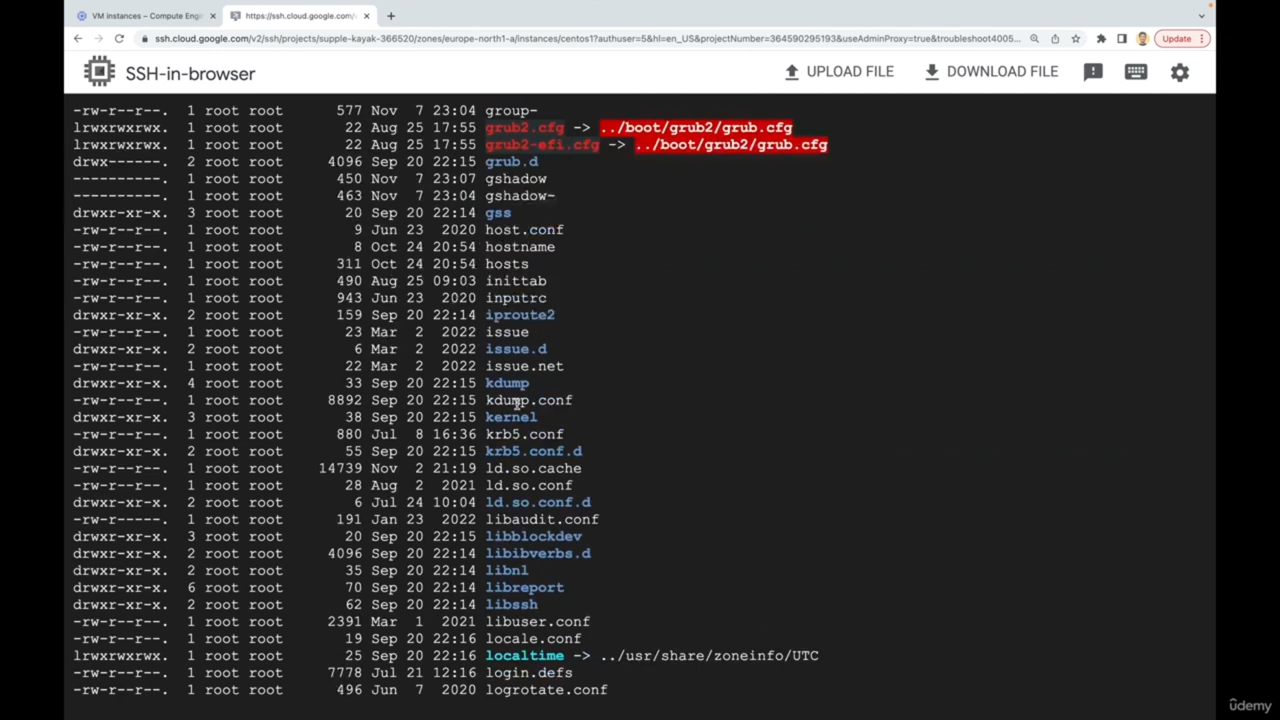 VM instances – Compute Engi
https://ssh.cloud.google.com/v
ssh.cloud.google.com/v2/ssh/projects/supple-kayak-366520/zones/europe-north1-a/instances/centos1?authuser=5&hl=en_US&projectNumber=364590295193&useAdminProxy=true&troubleshoot4005...
Update
SSH-in-browser
UPLOAD FILE
DOWNLOAD FILE
-rw-r--r--. 1 root root 577 Nov 7 23:04 group-
lrwxrwxrwx. 1 root root 22 Aug 25 17:55 grub2.cfg -> ../boot/grub2/grub.cfg
lrwxrwxrwx. 1 root root 22 Aug 25 17:55 grub2-efi.cfg -> ../boot/grub2/grub.cfg
drwx------. 2 root root 4096 Sep 20 22:15 grub.d
----------. 1 root root 450 Nov 7 23:07 gshadow
----------. 1 root root 463 Nov 7 23:04 gshadow-
drwxr-xr-x. 3 root root 20 Sep 20 22:14 gss
-rw-r--r--. 1 root root 9 Jun 23 2020 host.conf
-rw-r--r--. 1 root root 8 Oct 24 20:54 hostname
-rw-r--r--. 1 root root 311 Oct 24 20:54 hosts
-rw-r--r--. 1 root root 490 Aug 25 09:03 inittab
-rw-r--r--. 1 root root 943 Jun 23 2020 inputrc
drwxr-xr-x. 2 root root 159 Sep 20 22:14 iproute2
-rw-r--r--. 1 root root 23 Mar 2 2022 issue
drwxr-xr-x. 2 root root 6 Mar 2 2022 issue.d
-rw-r--r--. 1 root root 22 Mar 2 2022 issue.net
drwxr-xr-x. 4 root root 33 Sep 20 22:15 kdump
-rw-r--r--. 1 root root 8892 Sep 20 22:15 kdump.conf
drwxr-xr-x. 3 root root 38 Sep 20 22:15 kernel
-rw-r--r--. 1 root root 880 Jul 8 16:36 krb5.conf
drwxr-xr-x. 2 root root 55 Sep 20 22:15 krb5.conf.d
-rw-r--r--. 1 root root 14739 Nov 2 21:19 ld.so.cache
-rw-r--r--. 1 root root 28 Aug 2 2021 ld.so.conf
drwxr-xr-x. 2 root root 6 Jul 24 10:04 ld.so.conf.d
-rw-r-----. 1 root root 191 Jan 23 2022 libaudit.conf
drwxr-xr-x. 3 root root 20 Sep 20 22:15 libblockdev
drwxr-xr-x. 2 root root 4096 Sep 20 22:14 libibverbs.d
drwxr-xr-x. 2 root root 35 Sep 20 22:14 libnl
drwxr-xr-x. 6 root root 70 Sep 20 22:14 libreport
drwxr-xr-x. 2 root root 62 Sep 20 22:14 libssh
-rw-r--r--. 1 root root 2391 Mar 1 2021 libuser.conf
-rw-r--r--. 1 root root 19 Sep 20 22:16 locale.conf
lrwxrwxrwx. 1 root root 25 Sep 20 22:16 localtime -> ../usr/share/zoneinfo/UTC
-rw-r--r--. 1 root root 7778 Jul 21 12:16 login.defs
-rw-r--r--. 1 root root 496 Jun 7 2020 logrotate.conf
ûdemy